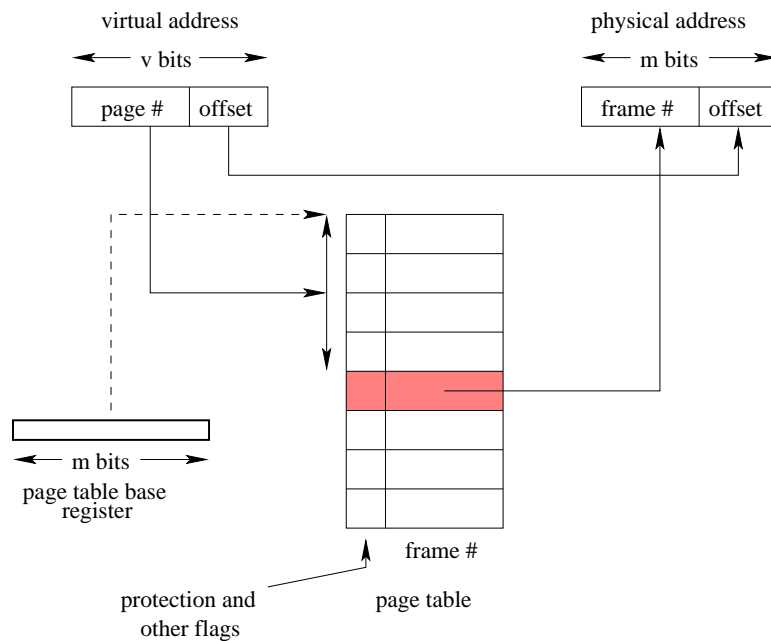 virtual address
physical address
v bits
m bits
page #
offset
frame #
offset
m bits
page table base
register
frame #
protection and
other flags
page table